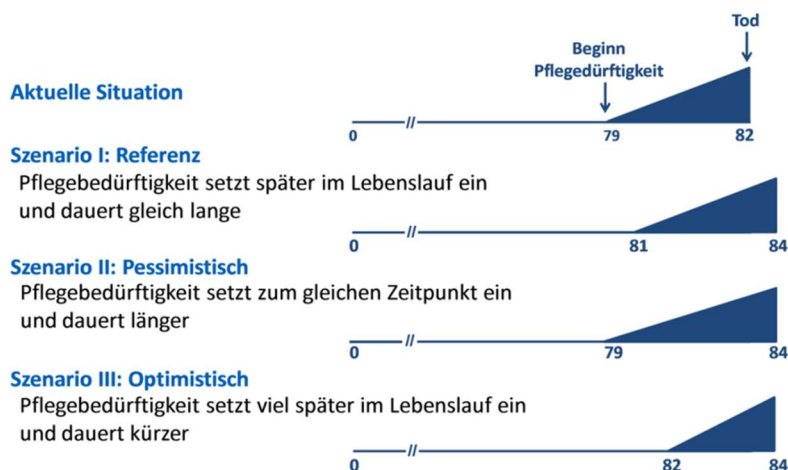 Tod
Beginn
Pflegedürftigkeit
Aktuelle Situation
0 // 79 82
Szenario I: Referenz
Pflegebedürftigkeit setzt später im Lebenslauf ein
und dauert gleich lange
0 // 81 84
Szenario II: Pessimistisch
Pflegebedürftigkeit setzt zum gleichen Zeitpunkt ein
und dauert länger
0 // 79 84
Szenario III: Optimistisch
Pflegebedürftigkeit setzt viel später im Lebenslauf ein
und dauert kürzer
0 // 82 84